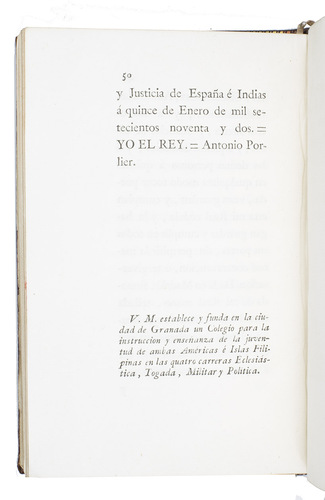 50
y Justicia de España é Indias
á quince de Enero de mil se-
tecientos noventa y dos. =
YO EL REY. = Antonio Por-
lier.
V. M. establece y funda en la ciu-
dad de Granada un Colegio para la
instruccion y enseñanza de la juven-
tud de ambas Américas é Islas Fili-
pinas en las quatro carreras Eclesiás-
tica, Togada, Militar y Política.